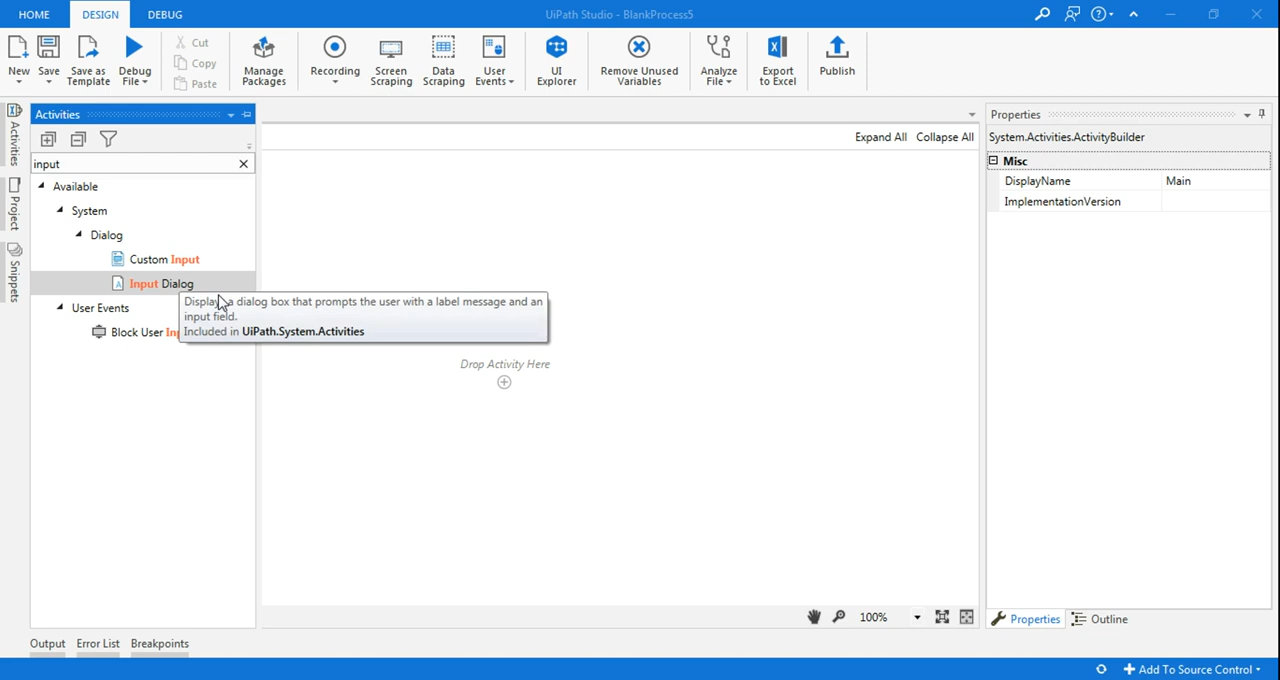 HOME DESIGN DEBUG UiPath Studio - BlankProcess5
New Save Save as Template Debug File Cut Copy Paste Manage Packages Recording Screen Scraping Data Scraping User Events UI Explorer Remove Unused Variables Analyze File Export to Excel Publish
Activities
Project
Snippets
Activities
input
Available
System
Dialog
Custom Input
Input Dialog
User Events
Block User Inp
Displays a dialog box that prompts the user with a label message and an
input field.
Included in UiPath.System.Activities
Expand All Collapse All
Drop Activity Here
100%
Properties
System.Activities.ActivityBuilder
Misc
DisplayName Main
ImplementationVersion
Properties Outline
Output Error List Breakpoints
Add To Source Control